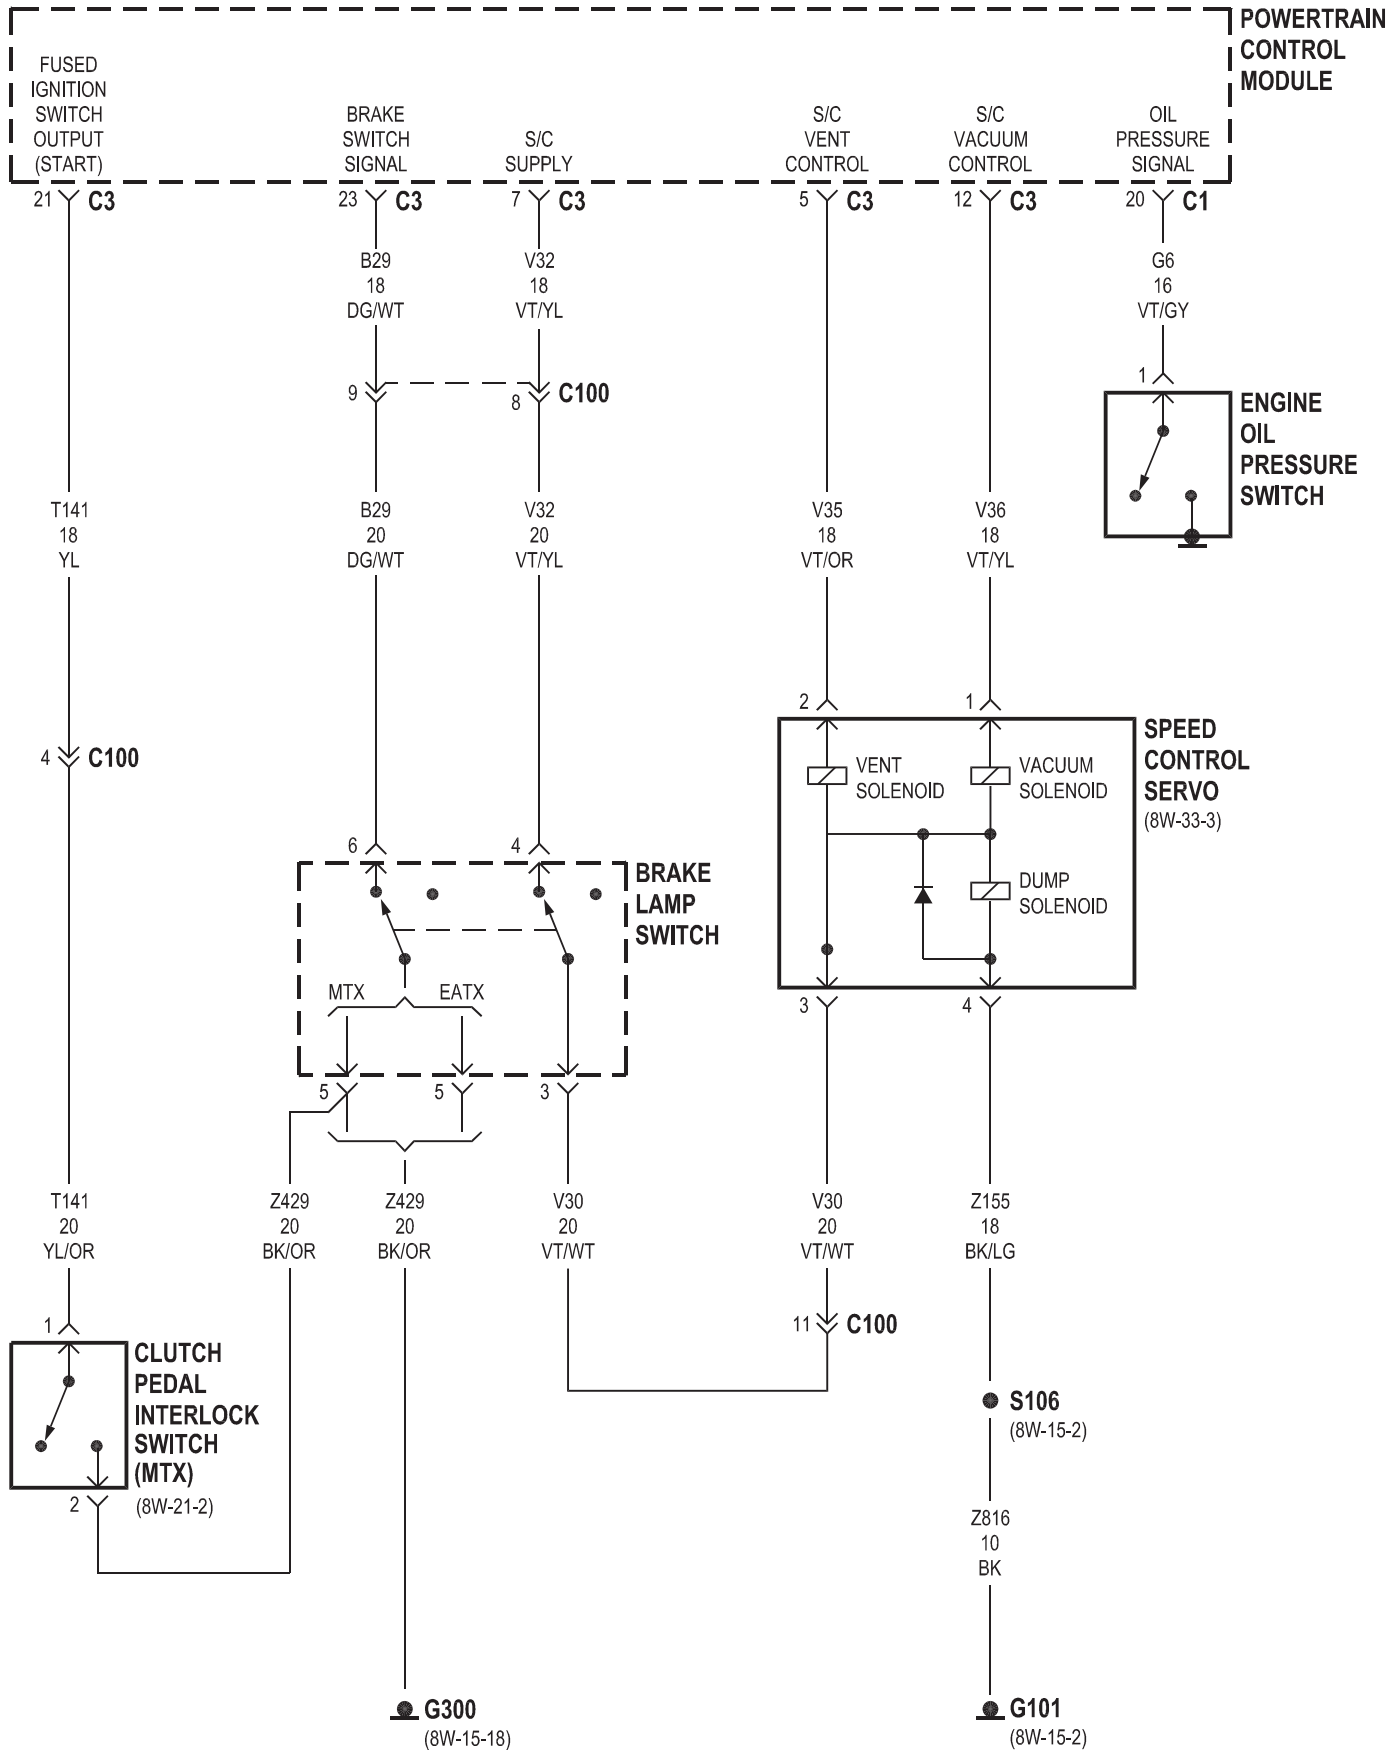 POWERTRAIN
CONTROL
MODULE
FUSED
IGNITION
SWITCH
OUTPUT
(START)
BRAKE
SWITCH
SIGNAL
S/C
SUPPLY
S/C
VENT
CONTROL
S/C
VACUUM
CONTROL
OIL
PRESSURE
SIGNAL
21 C3
23 C3
7 C3
5 C3
12 C3
20 C1
B29
18
DG/WT
V32
18
VT/YL
G6
16
VT/GY
9
8 C100
1
ENGINE
OIL
PRESSURE
SWITCH
T141
18
YL
B29
20
DG/WT
V32
20
VT/YL
V35
18
VT/OR
V36
18
VT/YL
2
1
4 C100
SPEED
CONTROL
SERVO
(8W-33-3)
VENT
SOLENOID
VACUUM
SOLENOID
DUMP
SOLENOID
6
4
BRAKE
LAMP
SWITCH
MTX
EATX
5
5
3
3
4
T141
20
YL/OR
Z429
20
BK/OR
Z429
20
BK/OR
V30
20
VT/WT
V30
20
VT/WT
Z155
18
BK/LG
1
11 C100
CLUTCH
PEDAL
INTERLOCK
SWITCH
(MTX)
(8W-21-2)
2
S106
(8W-15-2)
Z816
10
BK
G300
(8W-15-18)
G101
(8W-15-2)